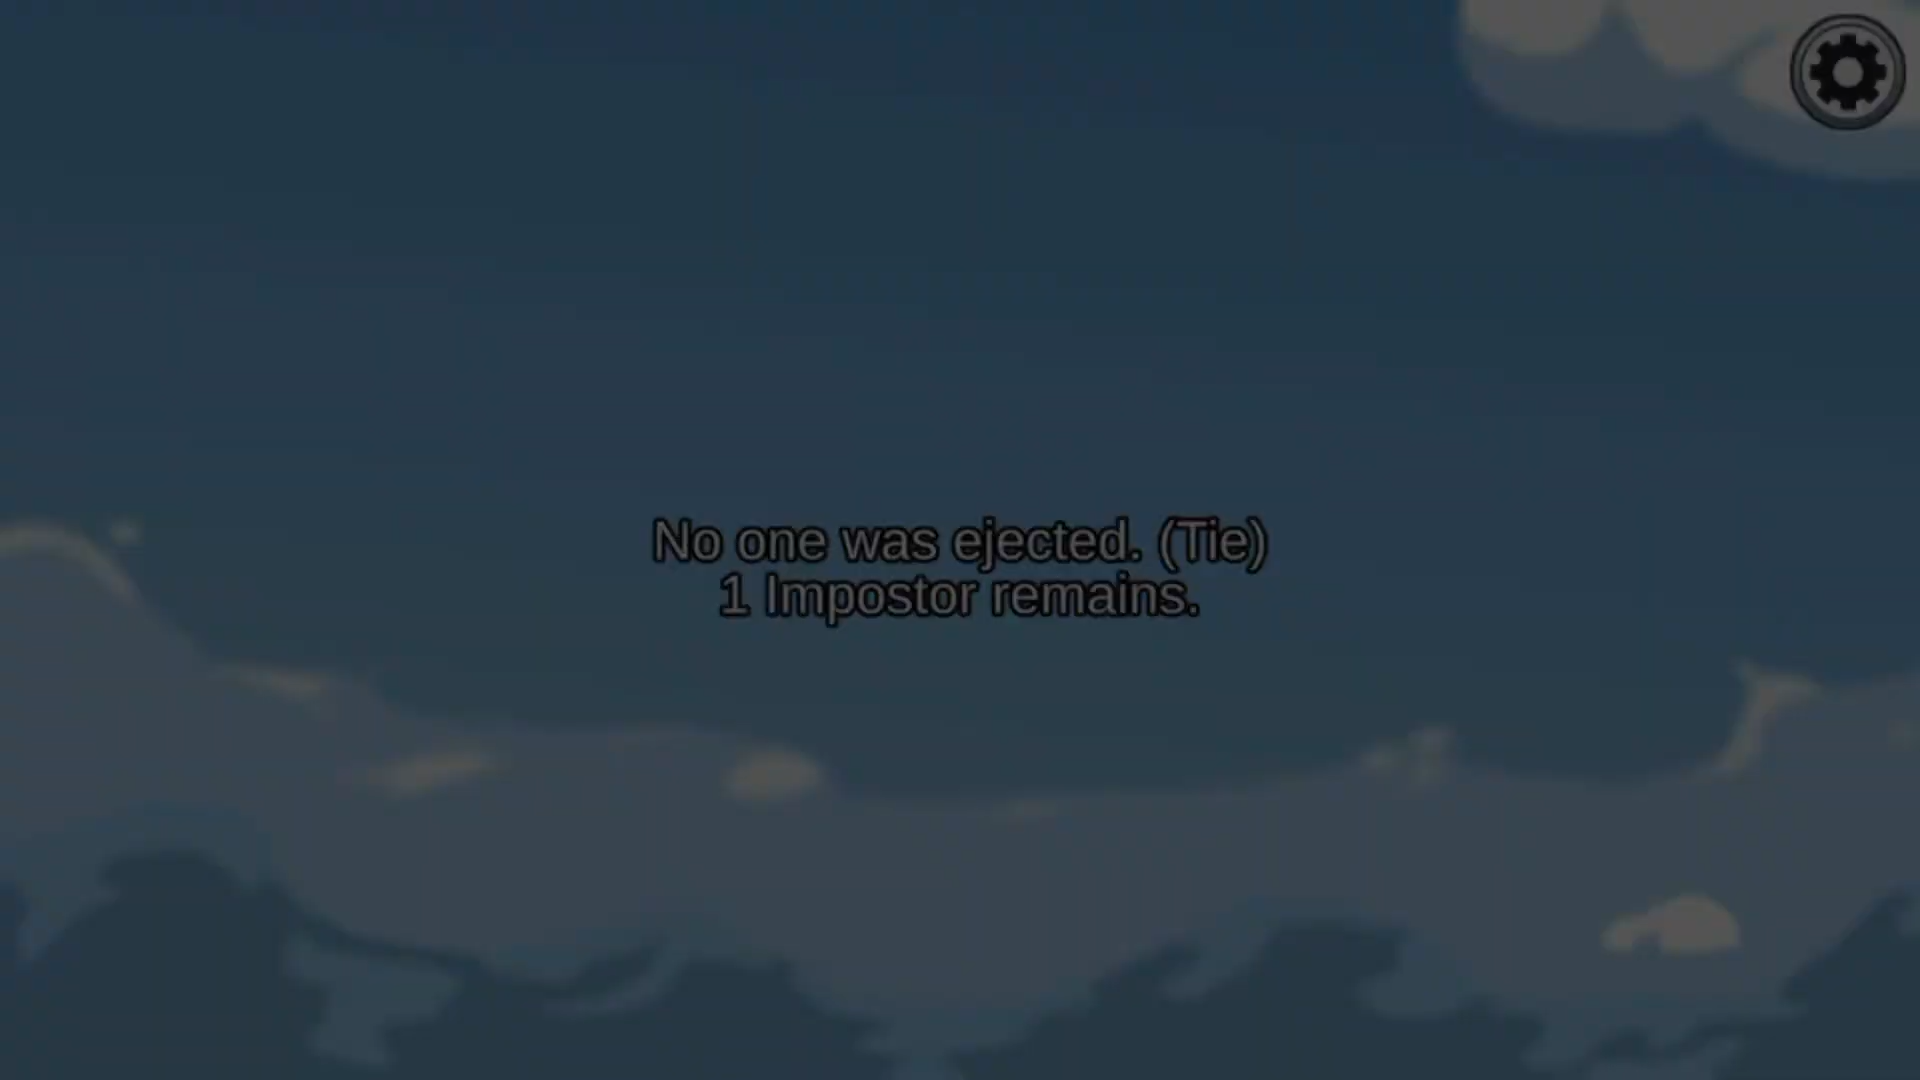 No one was ejected. (Tie)
1 Impostor remains.